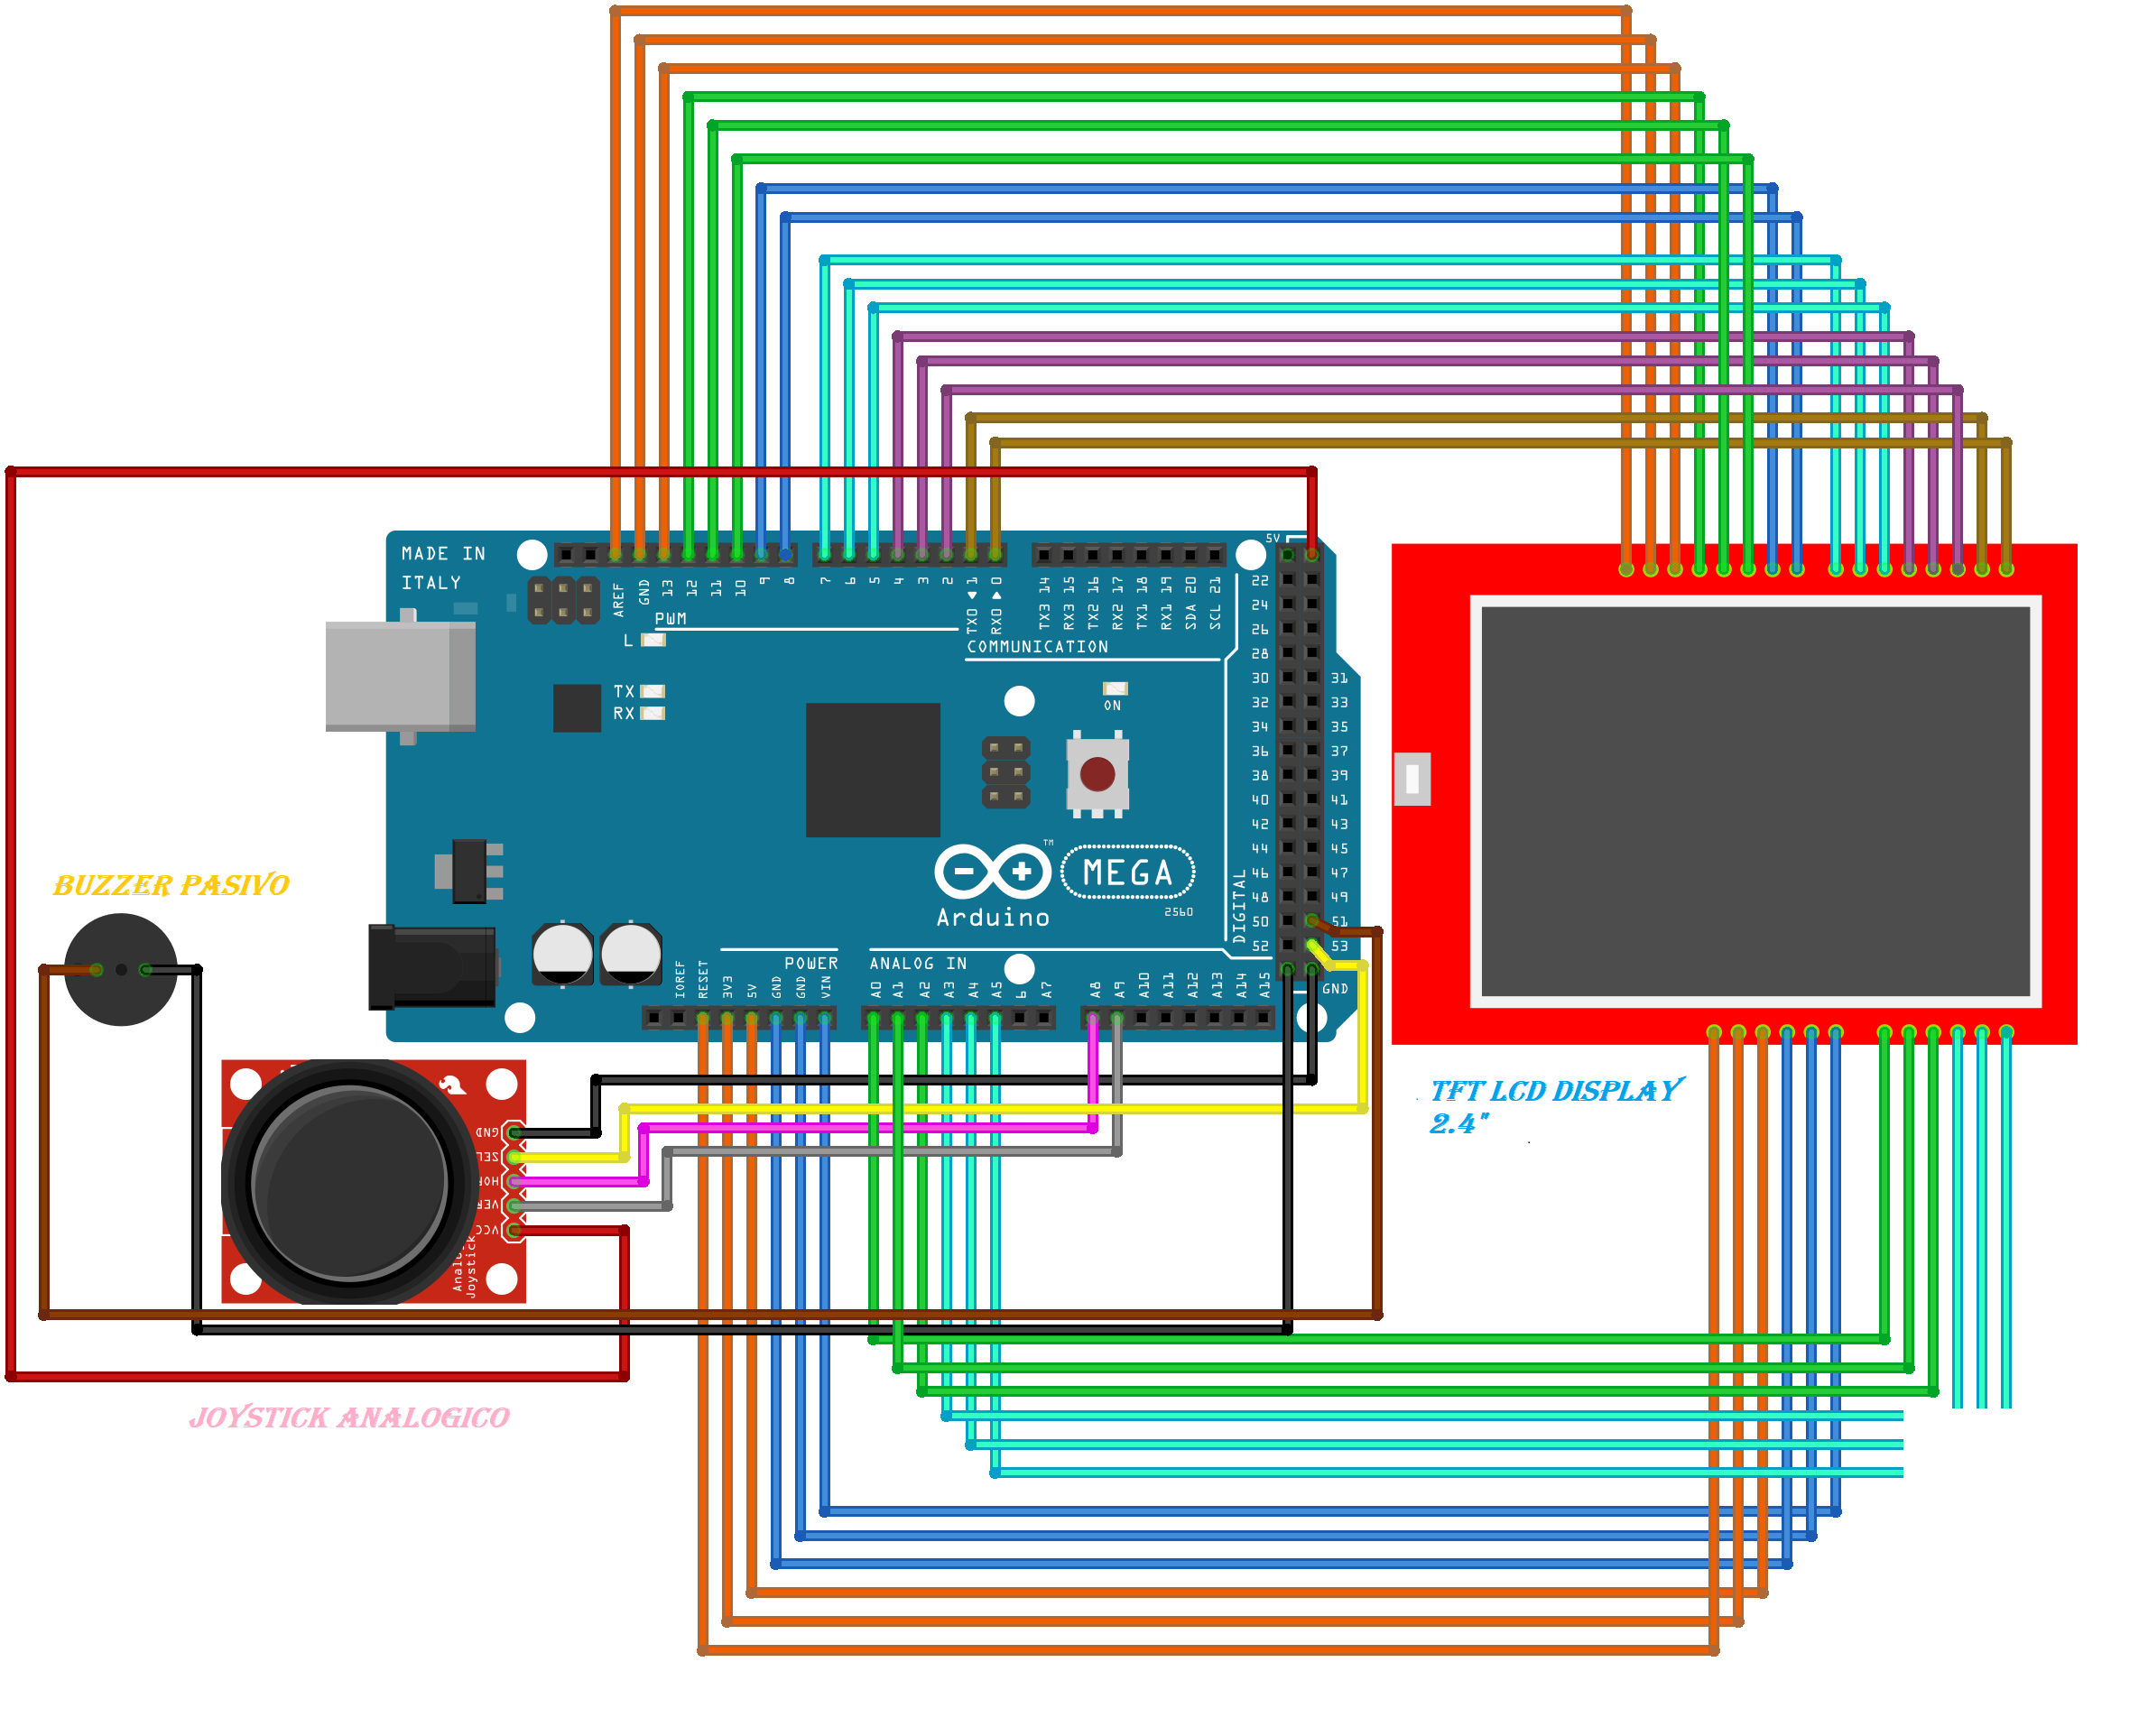 MADE IN
ITALY
AREF
GND
13
12
11
10
9
8
7
6
5
4
3
2
TX0 1
RX0 0
TX3 14
RX3 15
TX2 16
RX2 17
TX1 18
RX1 19
SDA 20
SCL 21
PWM
COMMUNICATION
L
TX
RX
ON
5V
22
24
26
28
30 31
32 33
34 35
36 37
38 39
40 41
42 43
44 45
46 47
48 49
50 51
52 53
GND
DIGITAL
TM
MEGA
2560
Arduino
POWER
ANALOG IN
IOREF
RESET
3V3
5V
GND
GND
VIN
A0
A1
A2
A3
A4
A5
6
A7
A8
A9
A10
A11
A12
A13
A14
A15
BUZZER PASIVO
GND
SEL
HOR
VER
VCC
Joystick
TFT LCD DISPLAY
2.4"
JOYSTICK ANALOGICO